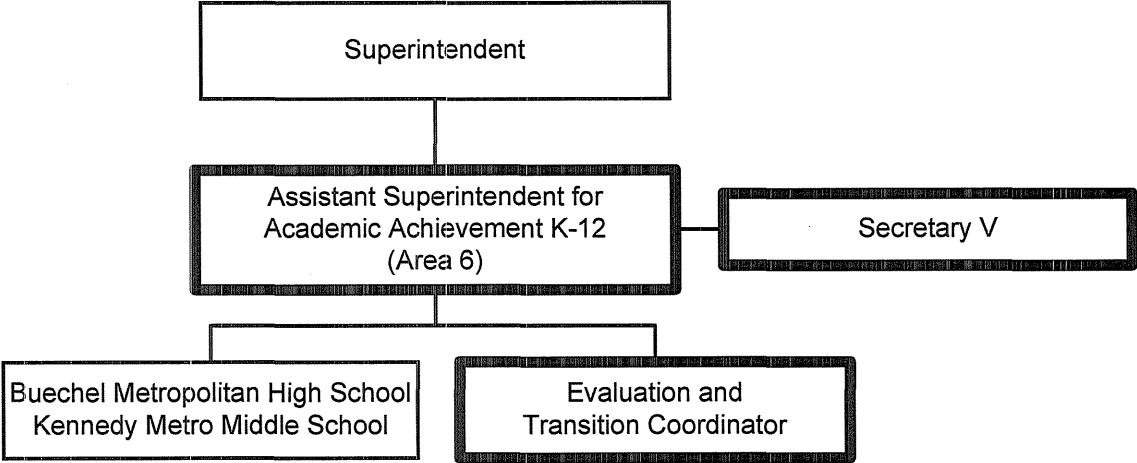 Superintendent
Assistant Superintendent for
Academic Achievement K-12
(Area 6)
Secretary V
Buechel Metropolitan High School
Kennedy Metro Middle School
Evaluation and
Transition Coordinator